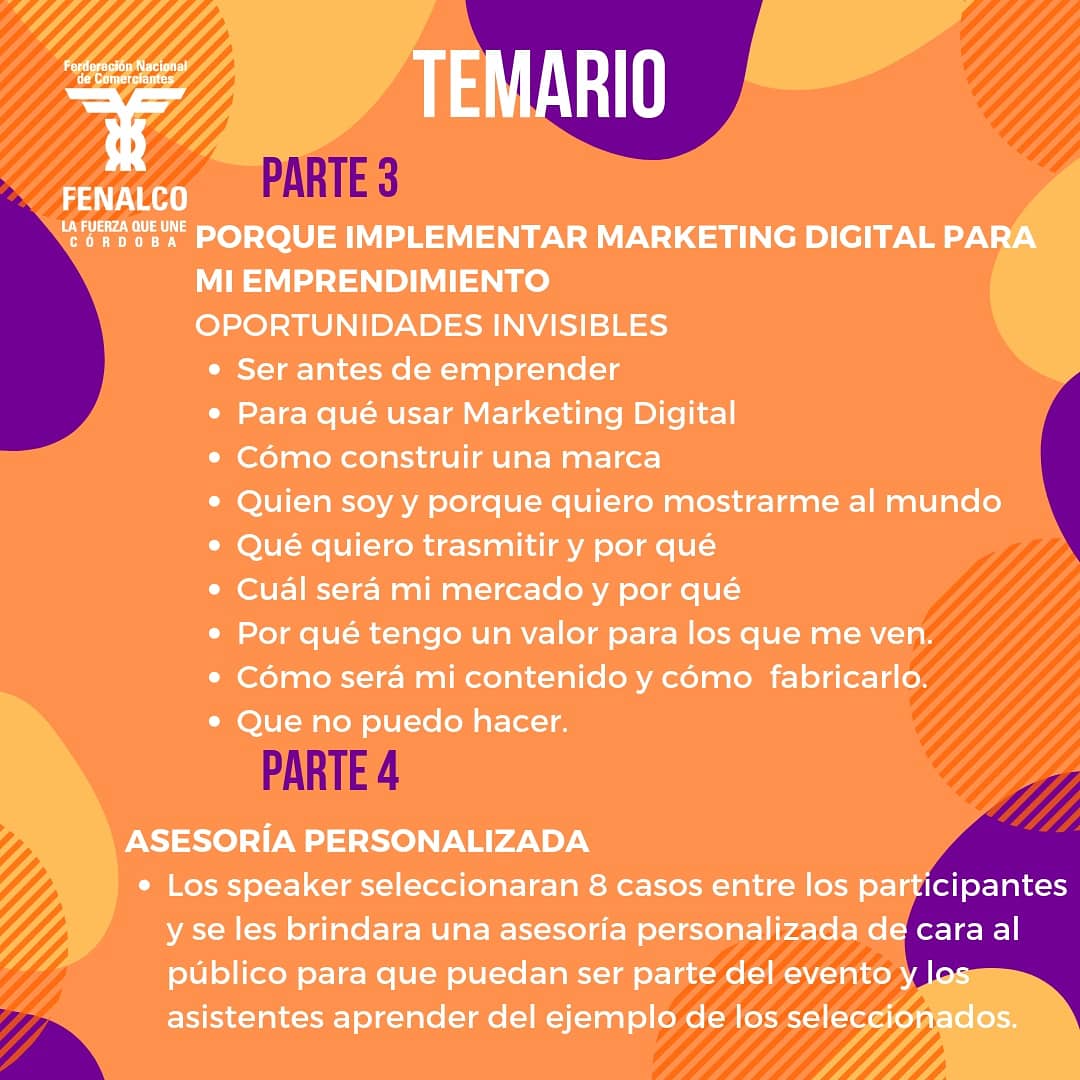 TEMARIO
Ferderación Nacional
de Comerciantes
FENALCO
LA FUERZA QUE UNE
CÓRDOBA
PARTE 3
PORQUE IMPLEMENTAR MARKETING DIGITAL PARA
MI EMPRENDIMIENTO
OPORTUNIDADES INVISIBLES
• Ser antes de emprender
• Para qué usar Marketing Digital
• Cómo construir una marca
• Quien soy y porque quiero mostrarme al mundo
• Qué quiero trasmitir y por qué
• Cuál será mi mercado y por qué
• Por qué tengo un valor para los que me ven.
• Cómo será mi contenido y cómo  fabricarlo.
• Que no puedo hacer.
PARTE 4
ASESORÍA PERSONALIZADA
• Los speaker seleccionaran 8 casos entre los participantes
y se les brindara una asesoría personalizada de cara al
público para que puedan ser parte del evento y los
asistentes aprender del ejemplo de los seleccionados.